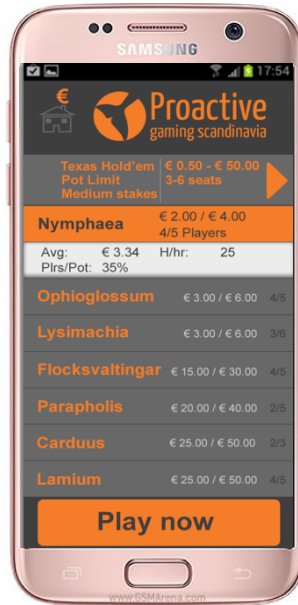 SAMSUNG
17:54
€
Proactive
gaming scandinavia
Texas Hold'em € 0.50 - € 50.00
Pot Limit 3-6 seats
Medium stakes
Nymphaea € 2.00 / € 4.00
4/5 Players
Avg: € 3.34 H/hr: 25
Plrs/Pot: 35%
Ophioglossum € 3.00 / € 6.00 4/5
Lysimachia € 3.00 / € 6.00 3/6
Flocksvaltingar € 15.00 / € 30.00 4/5
Parapholis € 20.00 / € 40.00 2/5
Carduus € 25.00 / € 50.00 2/3
Lamium € 25.00 / € 50.00 4/5
Play now
www.GSMArena.com